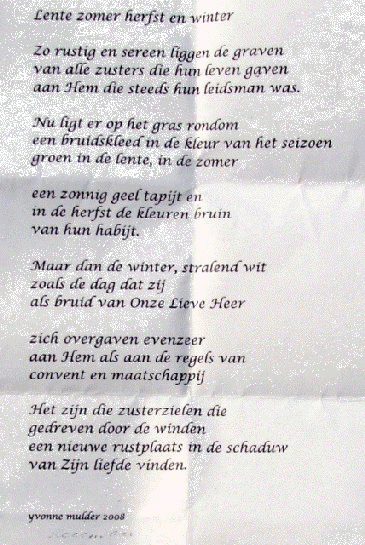 Lente zomer herfst en winter
Zo rustig en sereen liggen de graven
van alle zusters die hun leven gaven
aan Hem die steeds hun leidsman was.
Nu ligt er op het gras rondom
een bruidskleed in de kleur van het seizoen
groen in de lente, in de zomer
een zonnig geel tapijt en
in de herfst de kleuren bruin
van hun habijt.
Maar dan de winter, stralend wit
zoals de dag dat zij
als bruid van Onze Lieve Heer
zich overgaven evenzeer
aan Hem als aan de regels van
convent en maatschappij
Het zijn die zusterzielen die
gedreven door de winden
een nieuwe rustplaats in de schaduw
van Zijn liefde vinden.
yvonne mulder 2008